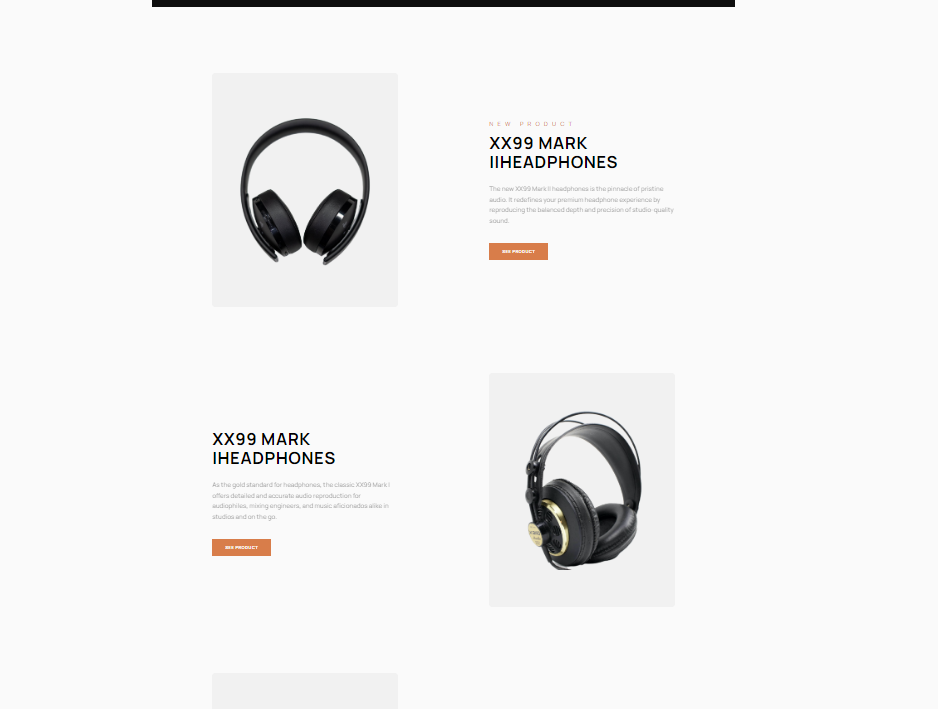 NEW PRODUCT
XX99 MARK
IIHEADPHONES
The new XX99 Mark II headphones is the pinnacle of pristine
audio. It redefines your premium headphone experience by
reproducing the balanced depth and precision of studio-quality
sound.
SEE PRODUCT
XX99 MARK
IHEADPHONES
As the gold standard for headphones, the classic XX99 Mark I
offers detailed and accurate audio reproduction for
audiophiles, mixing engineers, and music aficionados alike in
studios and on the go.
SEE PRODUCT